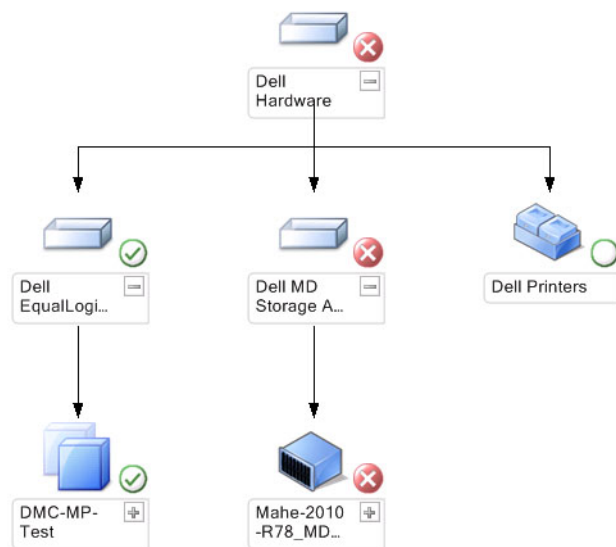 Dell
Hardware
Dell
EqualLogi...
Dell MD
Storage A...
Dell Printers
DMC-MP-
Test
Mahe-2010
-R78_MD...